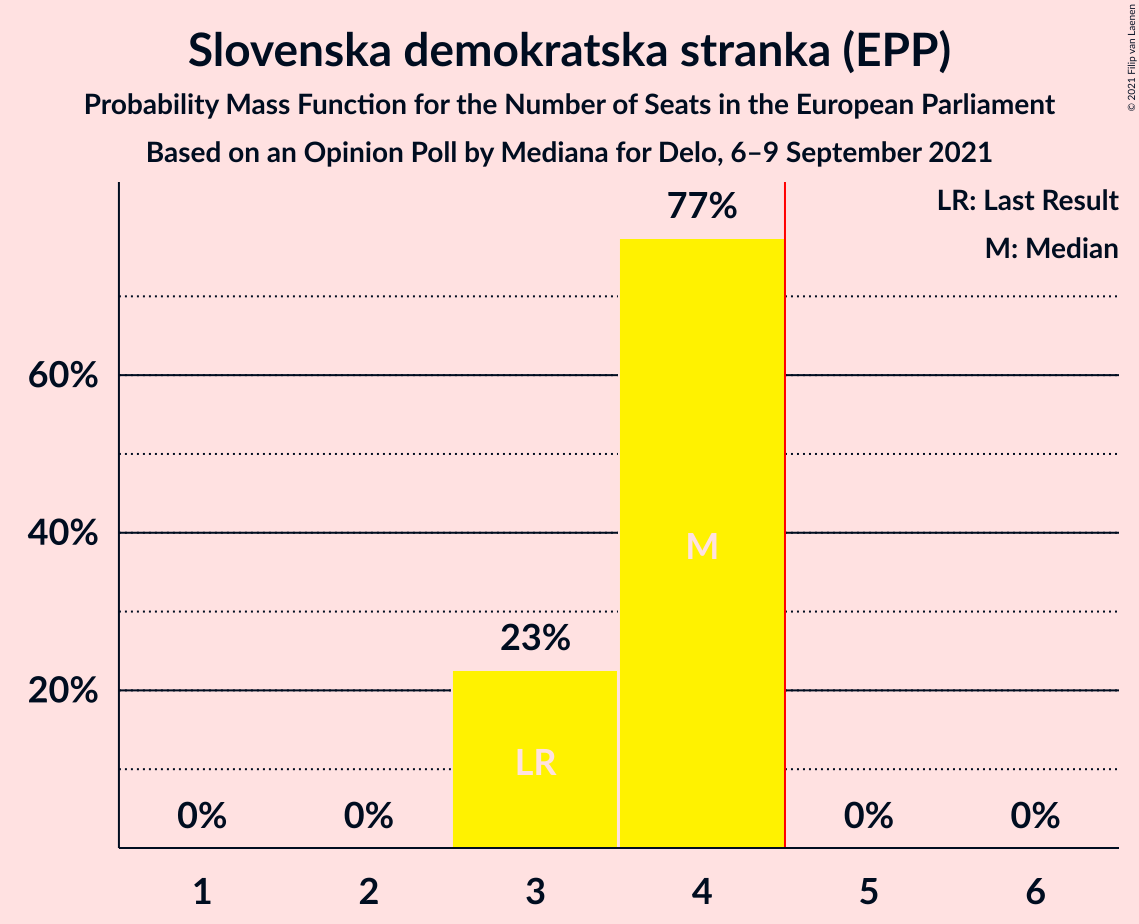 Slovenska demokratska stranka (EPP)
Probability Mass Function for the Number of Seats in the European Parliament
Based on an Opinion Poll by Mediana for Delo, 6–9 September 2021
© 2021 Filip van Laenen
LR: Last Result
M: Median
77%
60%
40%
M
23%
20%
LR
0%
0%
0%
0%
1
2
3
4
5
6